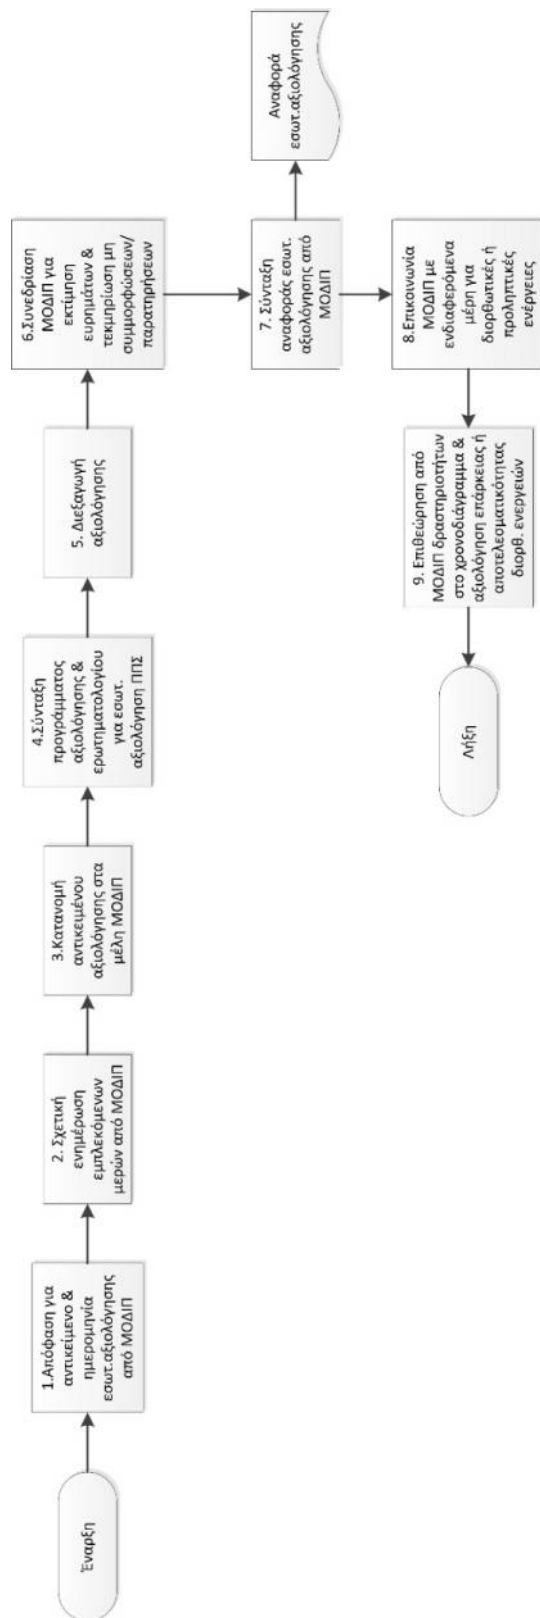 Έναρξη
1.Απόφαση για
αντικείμενο &
ημερομηνία
εσωτ.αξιολόγησης
από ΜΟΔΙΠ
2. Σχετική
ενημέρωση
εμπλεκόμενων
μερών από ΜΟΔΙΠ
3.Κατανομή
αντικειμένου
αξιολόγησης στα
μέλη ΜΟΔΙΠ
4.Σύνταξη
προγράμματος
αξιολόγησης &
ερωτηματολογίου
για εσωτ.
αξιολόγηση ΠΠΣ
5. Διεξαγωγή
αξιολόγησης
6.Συνεδρίαση
ΜΟΔΙΠ για
εκτίμηση
ευρημάτων &
τεκμηρίωση μη
συμμορφώσεων/
παρατηρήσεων
7. Σύνταξη
αναφοράς εσωτ.
αξιολόγησης από
ΜΟΔΙΠ
Αναφορά
εσωτ.αξιολόγησης
8.Επικοινωνία
ΜΟΔΙΠ με
ενδιαφερόμενα
μέρη για
διορθωτικές ή
προληπτικές
ενέργειες
9. Επιθεώρηση από
ΜΟΔΙΠ δραστηριοτήτων
στο χρονοδιάγραμμα &
αξιολόγηση επάρκειας ή
αποτελεσματικότητας
διορθ. ενεργειών
Λήξη